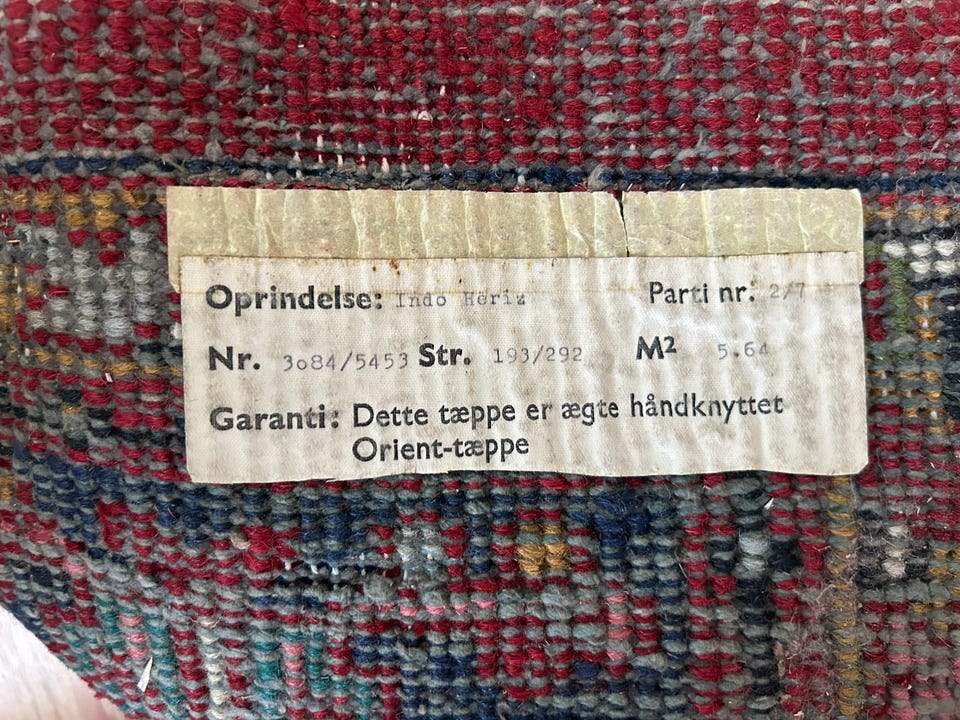 Oprindelse: Indo Heriz Parti nr. 2/7
Nr. 3o84/5453 Str. 193/292 M² 5.64
Garanti: Dette tæppe er ægte håndknyttet
Orient-tæppe